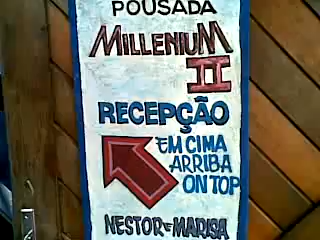 POUSADA
MILLENIUM
II
RECEPÇÃO
EM CIMA
ARRIBA
ON TOP
NESTOR E MARISA